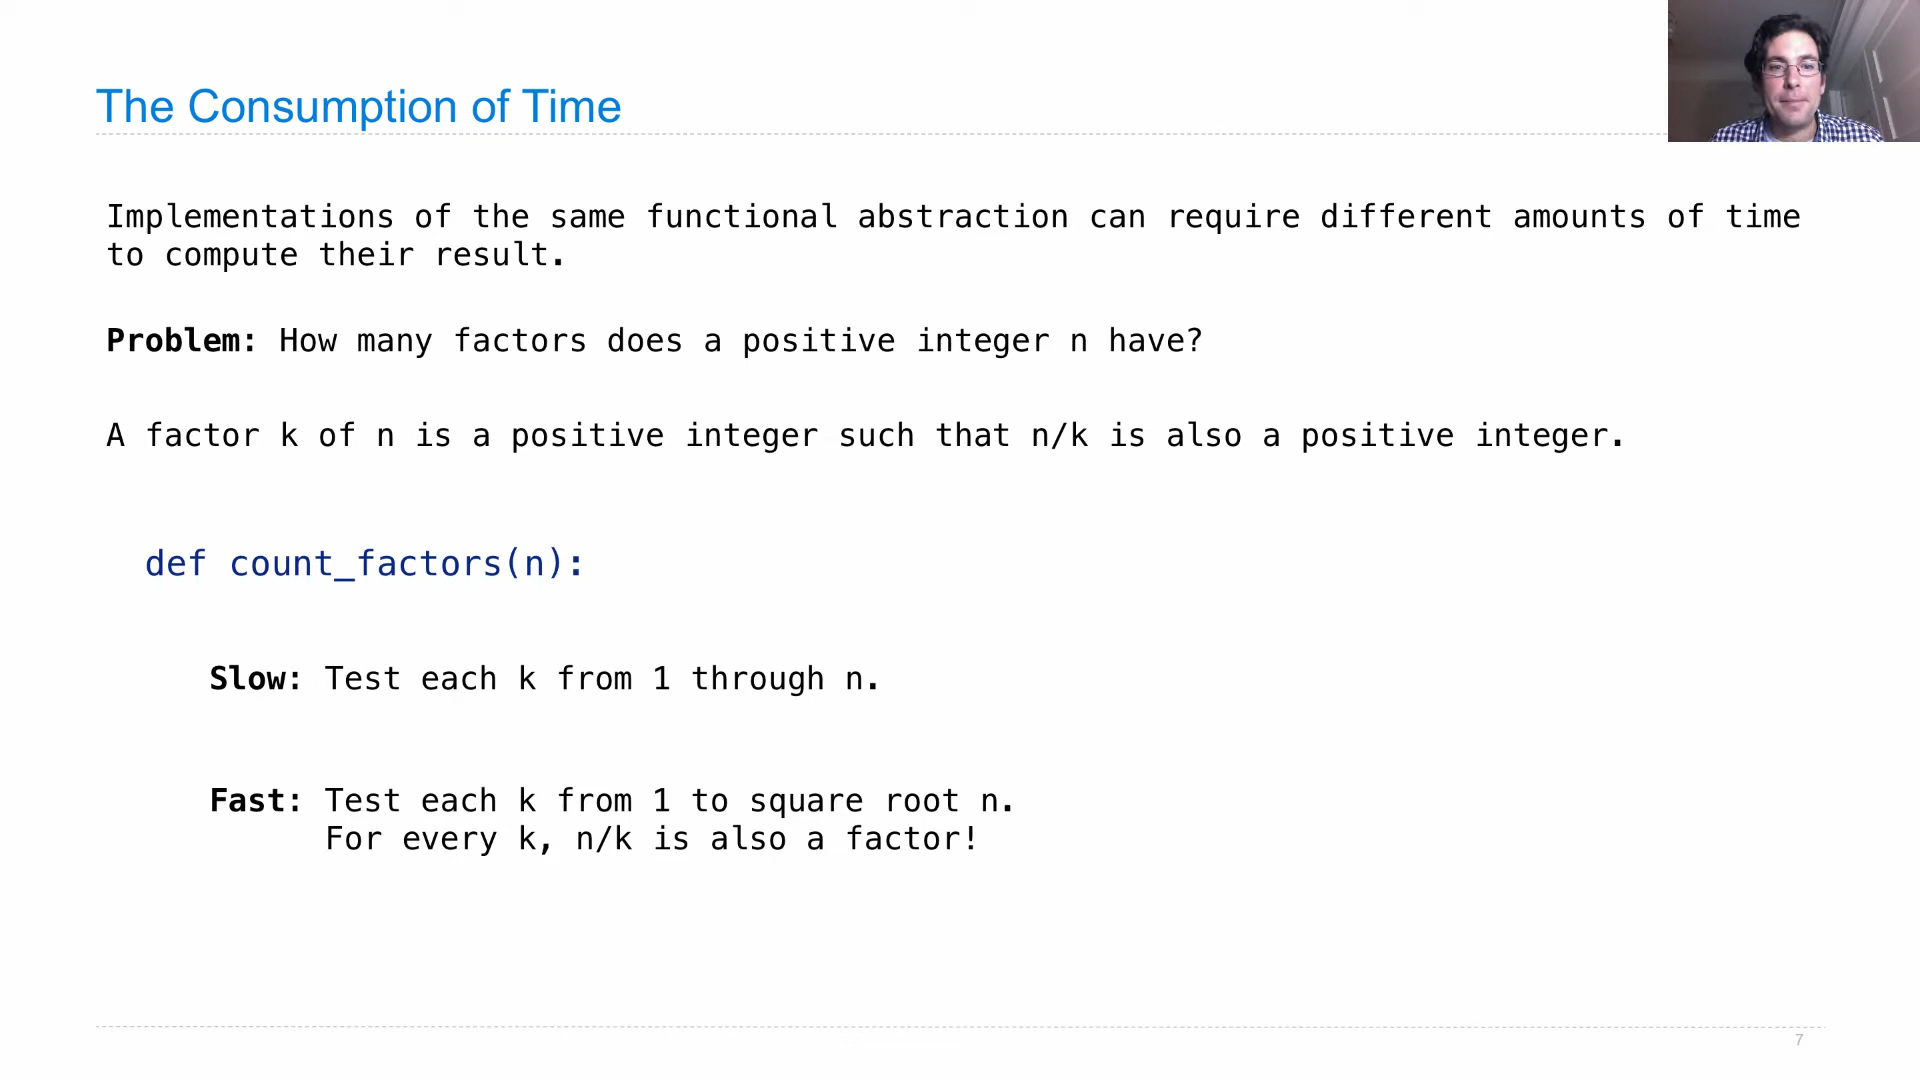 The Consumption of Time
Implementations of the same functional abstraction can require different amounts of time
to compute their result.
Problem: How many factors does a positive integer n have?
A factor k of n is a positive integer such that n/k is also a positive integer.
def count_factors(n):
Slow: Test each k from 1 through n.
Fast: Test each k from 1 to square root n.
For every k, n/k is also a factor!
7